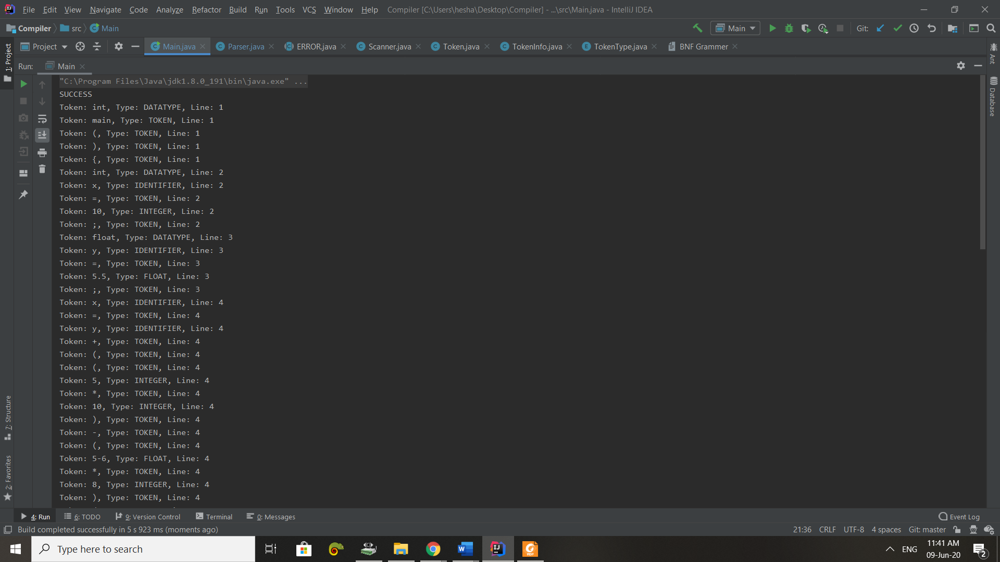 File Edit View Navigate Code Analyze Refactor Build Run Tools VCS Window Help Compiler [C:\Users\hesha\Desktop\Compiler] - ...\src\Main.java - IntelliJ IDEA
Compiler src Main Main Git:
Project Main.java Parser.java ERROR.java Scanner.java Token.java TokenInfo.java TokenType.java BNF Grammer
1: Project
Ant
Database
7: Structure
2: Favorites
Run: Main
"C:\Program Files\Java\jdk1.8.0_191\bin\java.exe" ...
SUCCESS
Token: int, Type: DATATYPE, Line: 1
Token: main, Type: TOKEN, Line: 1
Token: (, Type: TOKEN, Line: 1
Token: ), Type: TOKEN, Line: 1
Token: {, Type: TOKEN, Line: 1
Token: int, Type: DATATYPE, Line: 2
Token: x, Type: IDENTIFIER, Line: 2
Token: =, Type: TOKEN, Line: 2
Token: 10, Type: INTEGER, Line: 2
Token: ;, Type: TOKEN, Line: 2
Token: float, Type: DATATYPE, Line: 3
Token: y, Type: IDENTIFIER, Line: 3
Token: =, Type: TOKEN, Line: 3
Token: 5.5, Type: FLOAT, Line: 3
Token: ;, Type: TOKEN, Line: 3
Token: x, Type: IDENTIFIER, Line: 4
Token: =, Type: TOKEN, Line: 4
Token: y, Type: IDENTIFIER, Line: 4
Token: +, Type: TOKEN, Line: 4
Token: (, Type: TOKEN, Line: 4
Token: (, Type: TOKEN, Line: 4
Token: 5, Type: INTEGER, Line: 4
Token: *, Type: TOKEN, Line: 4
Token: 10, Type: INTEGER, Line: 4
Token: ), Type: TOKEN, Line: 4
Token: -, Type: TOKEN, Line: 4
Token: (, Type: TOKEN, Line: 4
Token: 5-6, Type: FLOAT, Line: 4
Token: *, Type: TOKEN, Line: 4
Token: 8, Type: INTEGER, Line: 4
Token: ), Type: TOKEN, Line: 4
4: Run 6: TODO 9: Version Control Terminal 0: Messages Event Log
Build completed successfully in 5 s 923 ms (moments ago) 21:36 CRLF UTF-8 4 spaces Git: master
Type here to search ENG 11:41 AM
09-Jun-20 2